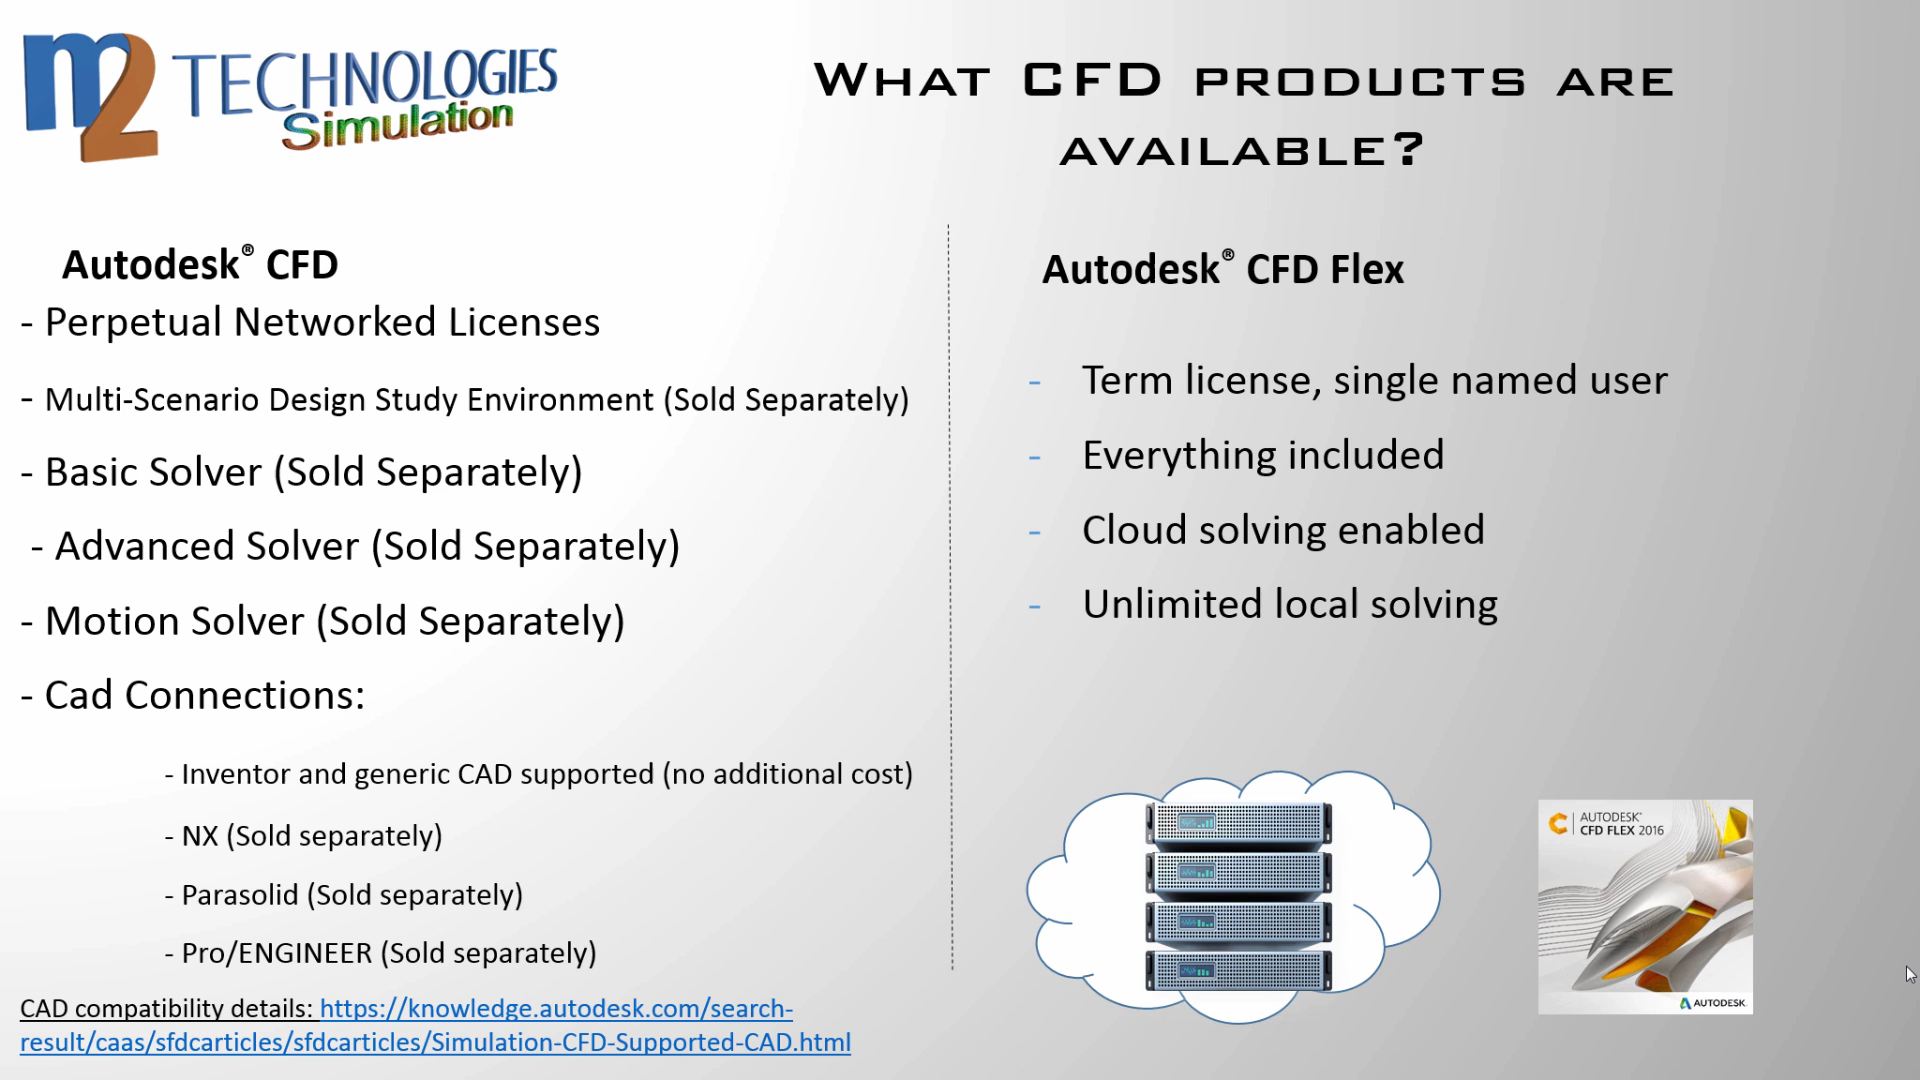 m2 TECHNOLOGIES
Simulation
WHAT CFD PRODUCTS ARE
AVAILABLE?
Autodesk® CFD
- Perpetual Networked Licenses
- Multi-Scenario Design Study Environment (Sold Separately)
- Basic Solver (Sold Separately)
- Advanced Solver (Sold Separately)
- Motion Solver (Sold Separately)
- Cad Connections:
- Inventor and generic CAD supported (no additional cost)
- NX (Sold separately)
- Parasolid (Sold separately)
- Pro/ENGINEER (Sold separately)
CAD compatibility details: https://knowledge.autodesk.com/search-
result/caas/sfdcarticles/sfdcarticles/Simulation-CFD-Supported-CAD.html
Autodesk® CFD Flex
- Term license, single named user
- Everything included
- Cloud solving enabled
- Unlimited local solving
AUTODESK®
CFD FLEX 2016
AUTODESK.